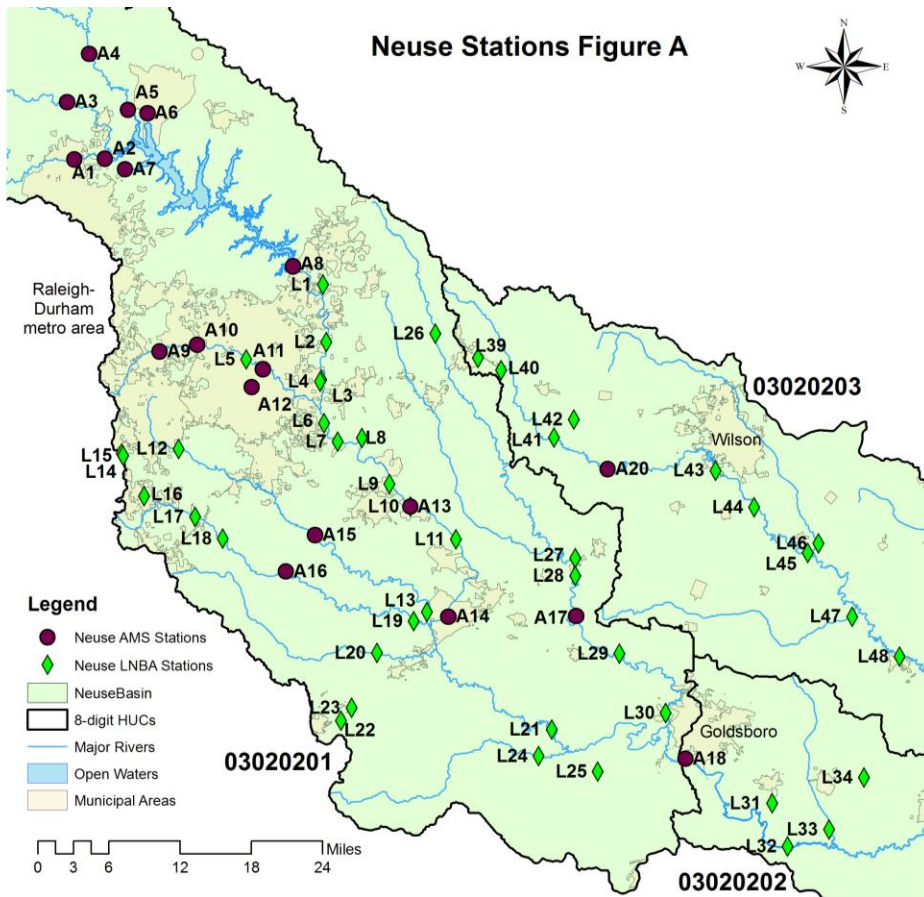 Neuse Stations Figure A
N
W
E
S
A4
A3
A5
A6
A2
A1
A7
A8
L1
Raleigh-
Durham
metro area
A10
A9
L5
A11
A12
L2
L4
L3
L26
L39
L40
03020203
L6
L7
L8
L42
L41
Wilson
L15
L14
L12
A20
L43
L16
L9
L10
A13
L44
L17
L18
A15
L11
L46
L45
A16
L27
L28
L13
L19
A14
A17
L47
L20
L29
L48
L23
L22
L30
Goldsboro
L21
L24
L25
A18
L34
L31
L33
L32
03020201
03020202
Legend
Neuse AMS Stations
Neuse LNBA Stations
NeuseBasin
8-digit HUCs
Major Rivers
Open Waters
Municipal Areas
Miles
0 3 6 12 18 24